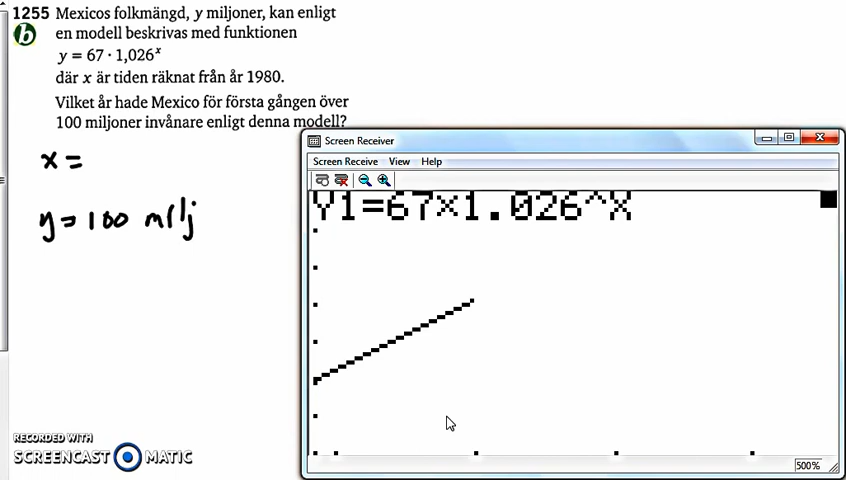 1255 Mexicos folkmängd, y miljoner, kan enligt
b en modell beskrivas med funktionen
y = 67 · 1,026^x
där x är tiden räknat från år 1980.
Vilket år hade Mexico för första gången över
100 miljoner invånare enligt denna modell?
x =
y = 100 milj
Screen Receiver
Screen Receive View Help
Y1=67×1.026^X
500%
RECORDED WITH
SCREENCAST MATIC